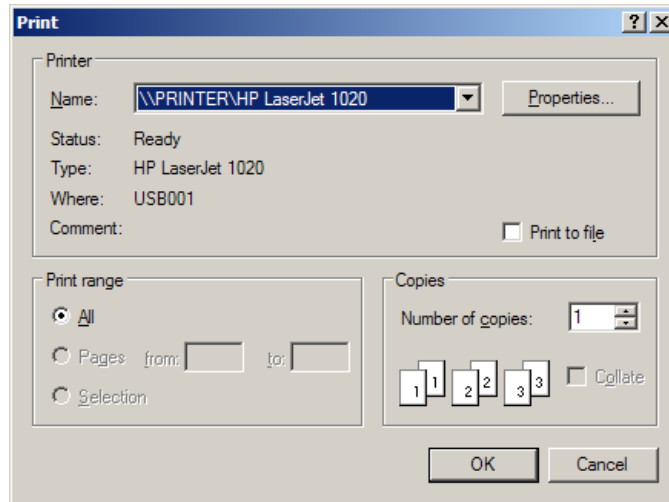 Print
Printer
Name: \\PRINTER\HP LaserJet 1020 Properties...
Status: Ready
Type: HP LaserJet 1020
Where: USB001
Comment:
Print to file
Print range
All
Pages from: to:
Selection
Copies
Number of copies: 1
1 1 2 2 3 3 Collate
OK Cancel